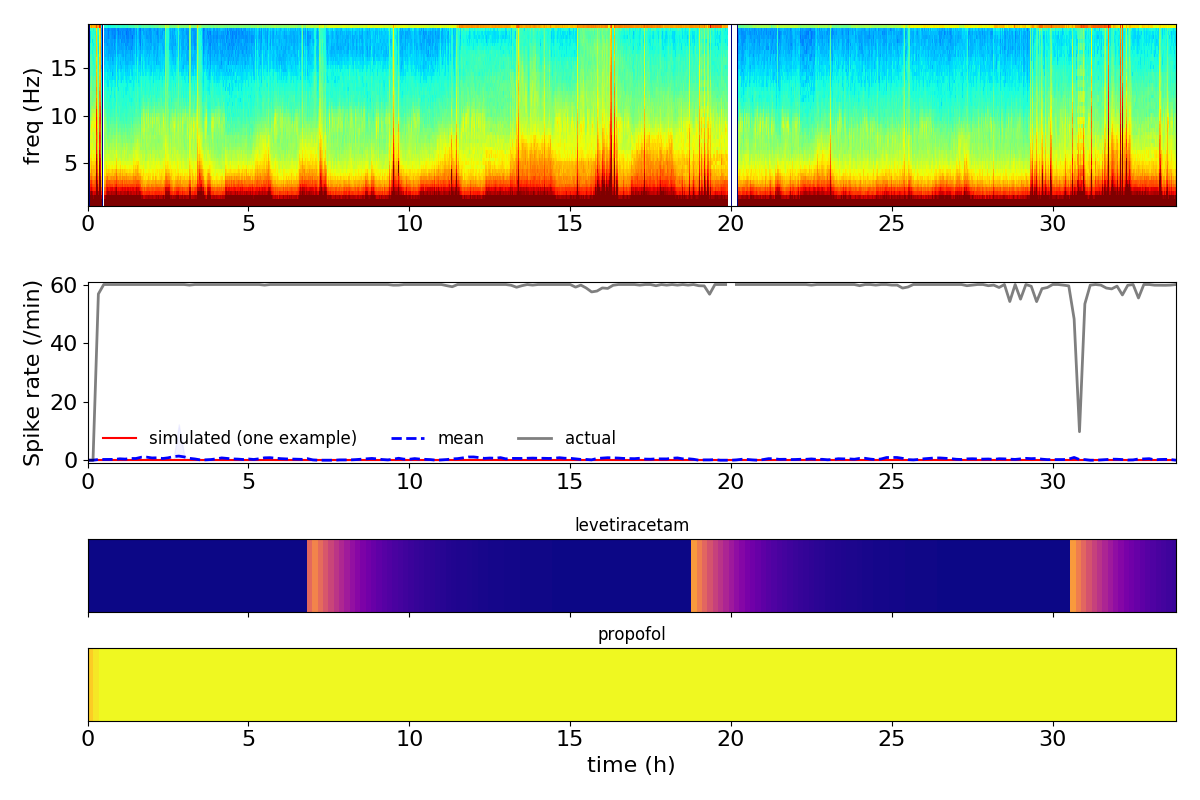 freq (Hz)
15
10
5
0 5 10 15 20 25 30
Spike rate (/min)
60
40
20
0
simulated (one example) mean actual
0 5 10 15 20 25 30
levetiracetam
propofol
0 5 10 15 20 25 30
time (h)